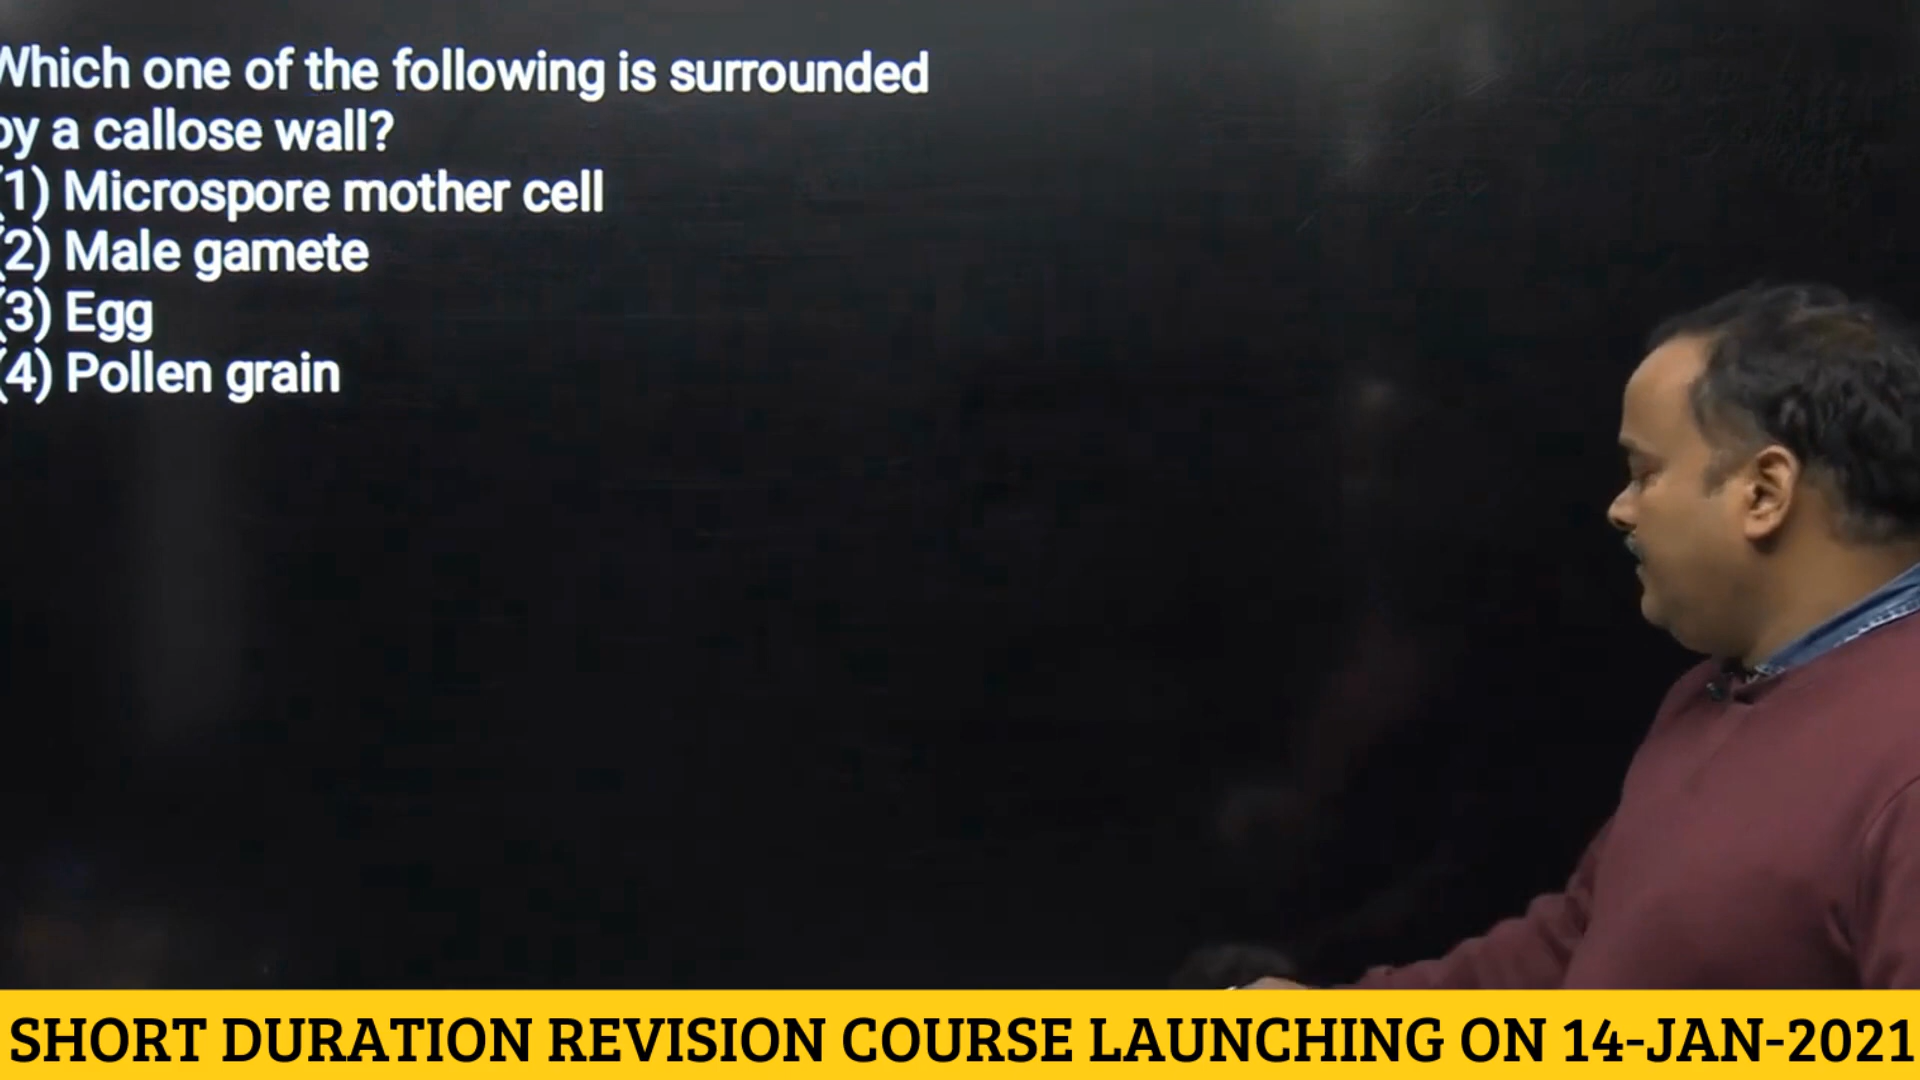 Which one of the following is surrounded
by a callose wall?
(1) Microspore mother cell
(2) Male gamete
(3) Egg
(4) Pollen grain
SHORT DURATION REVISION COURSE LAUNCHING ON 14-JAN-2021